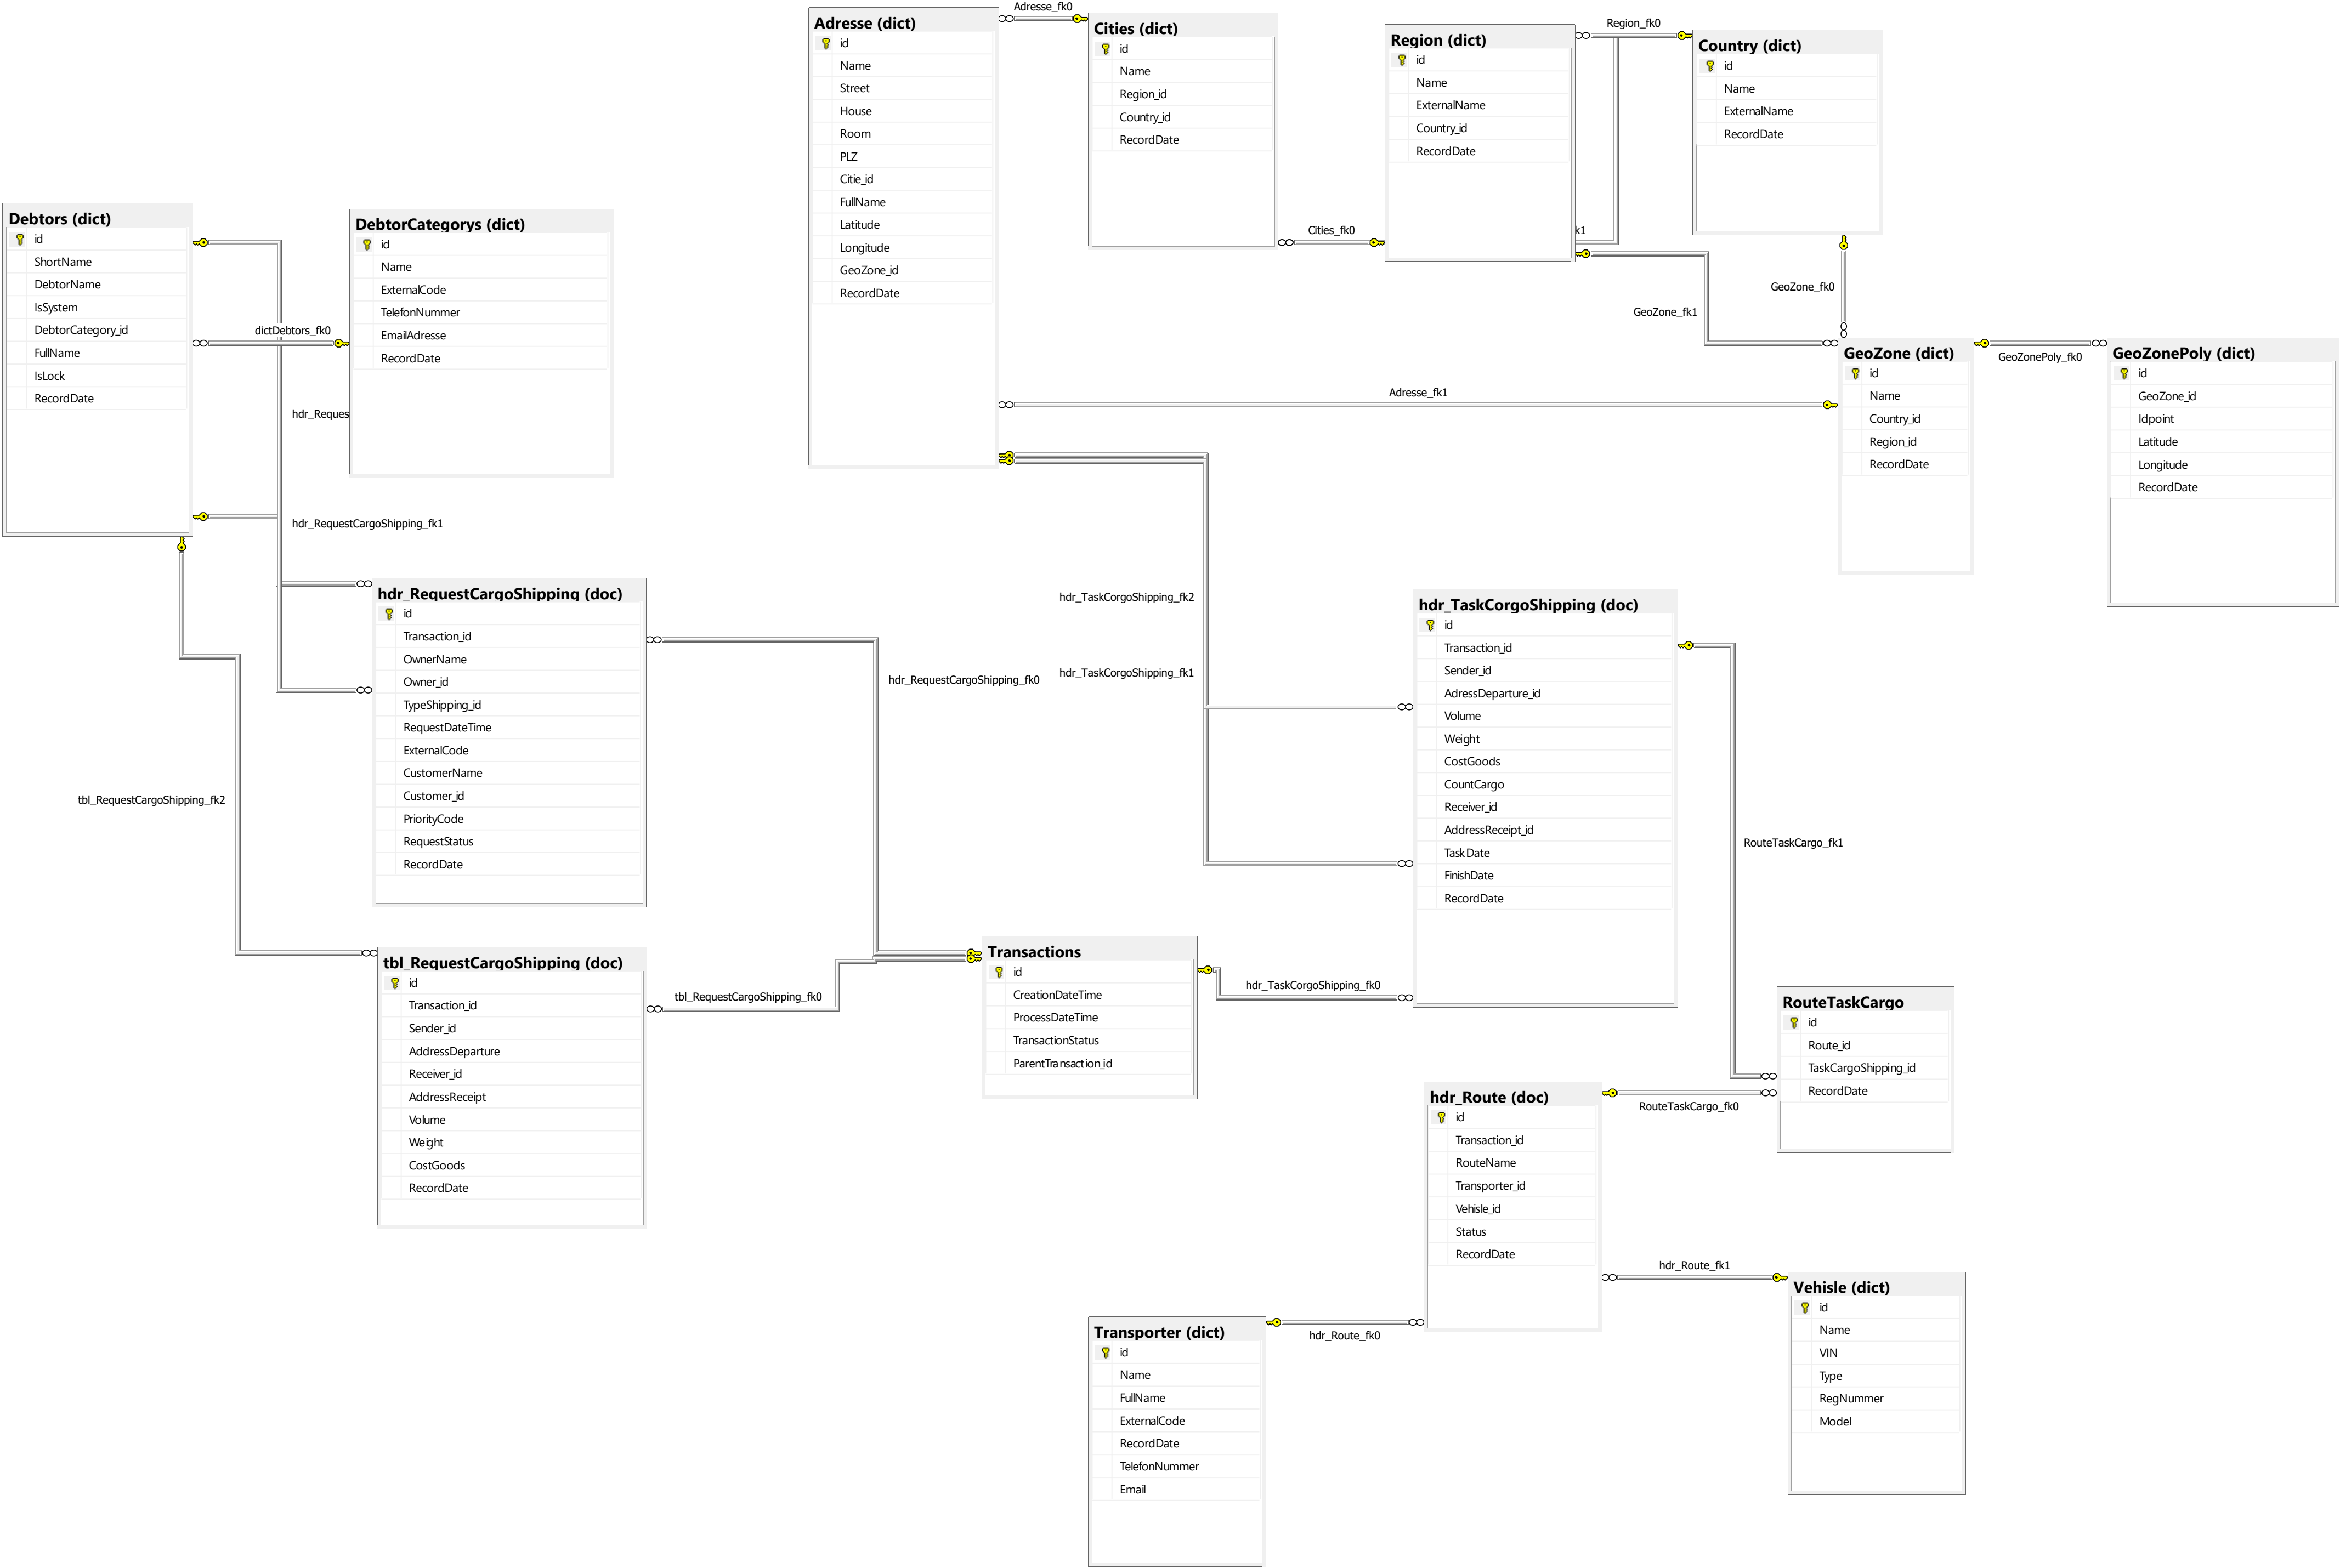 Adresse (dict)
id
Name
Street
House
Room
PLZ
Citie_id
FullName
Latitude
Longitude
GeoZone_id
RecordDate
Adresse_fk0
Cities (dict)
id
Name
Region_id
Country_id
RecordDate
Cities_fk0
Region (dict)
id
Name
ExternalName
Country_id
RecordDate
k1
Region_fk0
Country (dict)
id
Name
ExternalName
RecordDate
GeoZone_fk0
GeoZone_fk1
Adresse_fk1
GeoZone (dict)
id
Name
Country_id
Region_id
RecordDate
GeoZonePoly_fk0
GeoZonePoly (dict)
id
GeoZone_id
Idpoint
Latitude
Longitude
RecordDate
Debtors (dict)
id
ShortName
DebtorName
IsSystem
DebtorCategory_id
FullName
IsLock
RecordDate
dictDebtors_fk0
DebtorCategorys (dict)
id
Name
ExternalCode
TelefonNummer
EmailAdresse
RecordDate
hdr_Reques
hdr_RequestCargoShipping_fk1
hdr_RequestCargoShipping (doc)
id
Transaction_id
OwnerName
Owner_id
TypeShipping_id
RequestDateTime
ExternalCode
CustomerName
Customer_id
PriorityCode
RequestStatus
RecordDate
hdr_RequestCargoShipping_fk0
hdr_TaskCorgoShipping_fk2
hdr_TaskCorgoShipping_fk1
hdr_TaskCorgoShipping (doc)
id
Transaction_id
Sender_id
AdressDeparture_id
Volume
Weight
CostGoods
CountCargo
Receiver_id
AddressReceipt_id
TaskDate
FinishDate
RecordDate
RouteTaskCargo_fk1
tbl_RequestCargoShipping_fk2
tbl_RequestCargoShipping (doc)
id
Transaction_id
Sender_id
AddressDeparture
Receiver_id
AddressReceipt
Volume
Weight
CostGoods
RecordDate
tbl_RequestCargoShipping_fk0
Transactions
id
CreationDateTime
ProcessDateTime
TransactionStatus
ParentTransaction_id
hdr_TaskCorgoShipping_fk0
RouteTaskCargo
id
Route_id
TaskCargoShipping_id
RecordDate
RouteTaskCargo_fk0
hdr_Route (doc)
id
Transaction_id
RouteName
Transporter_id
Vehisle_id
Status
RecordDate
hdr_Route_fk1
Vehisle (dict)
id
Name
VIN
Type
RegNummer
Model
hdr_Route_fk0
Transporter (dict)
id
Name
FullName
ExternalCode
RecordDate
TelefonNummer
Email